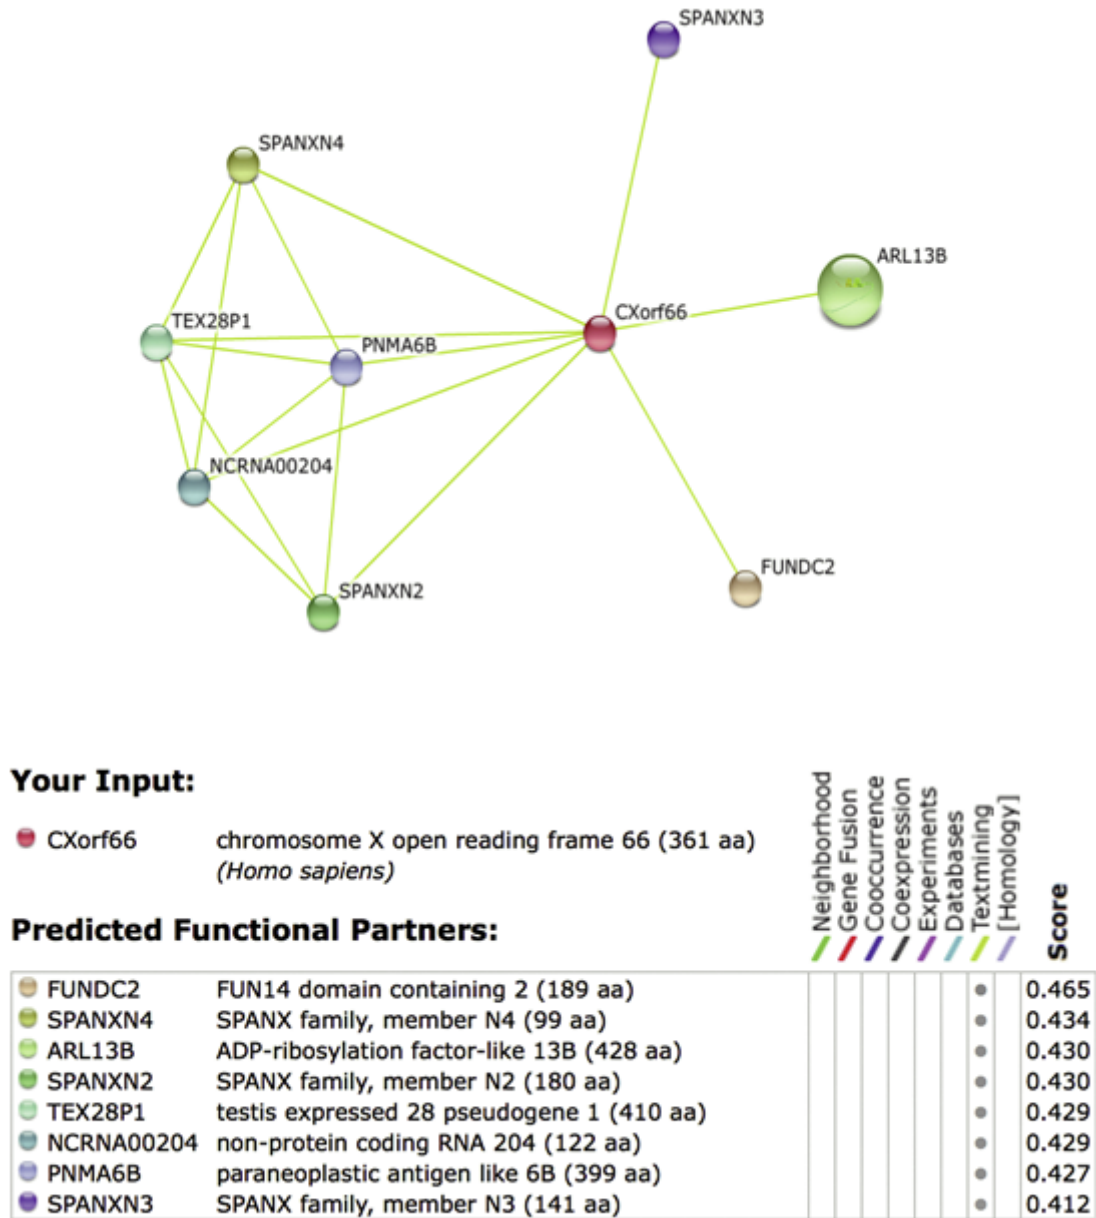 SPANXN3
SPANXN4
ARL13B
CXorf66
TEX28P1
PNMA6B
NCRNA00204
FUNDC2
SPANXN2
Your Input:
Neighborhood
Gene Fusion
Cooccurrence
Coexpression
Experiments
Databases
Textmining
[Homology]
Score
CXorf66 chromosome X open reading frame 66 (361 aa)
(Homo sapiens)
Predicted Functional Partners:
FUNDC2 FUN14 domain containing 2 (189 aa) 0.465
SPANXN4 SPANX family, member N4 (99 aa) 0.434
ARL13B ADP-ribosylation factor-like 13B (428 aa) 0.430
SPANXN2 SPANX family, member N2 (180 aa) 0.430
TEX28P1 testis expressed 28 pseudogene 1 (410 aa) 0.429
NCRNA00204 non-protein coding RNA 204 (122 aa) 0.429
PNMA6B paraneoplastic antigen like 6B (399 aa) 0.427
SPANXN3 SPANX family, member N3 (141 aa) 0.412